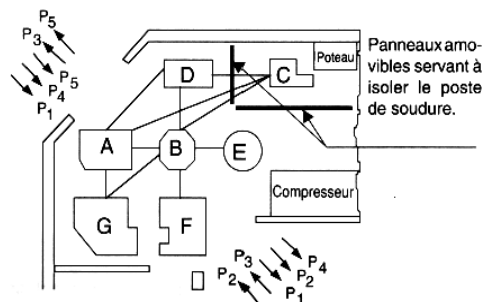 P5
P3
P5
P4
P1
Poteau
Panneaux amo-
vibles servant à
isoler le poste
de soudure.
D
C
A
B
E
Compresseur
G
F
P3
P4
P2
P2
P1